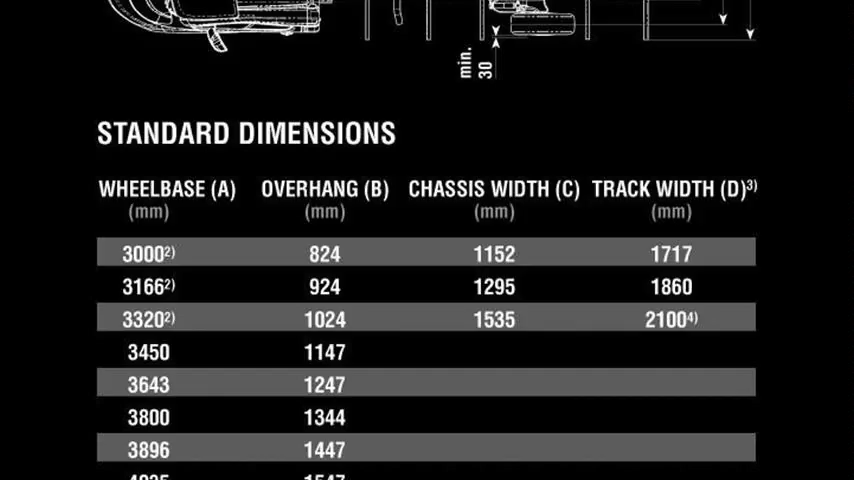 min.
30
STANDARD DIMENSIONS
WHEELBASE (A) OVERHANG (B) CHASSIS WIDTH (C) TRACK WIDTH (D)3)
(mm) (mm) (mm) (mm)
30002) 824 1152 1717
31662) 924 1295 1860
33202) 1024 1535 21004)
3450 1147
3643 1247
3800 1344
3896 1447
1547